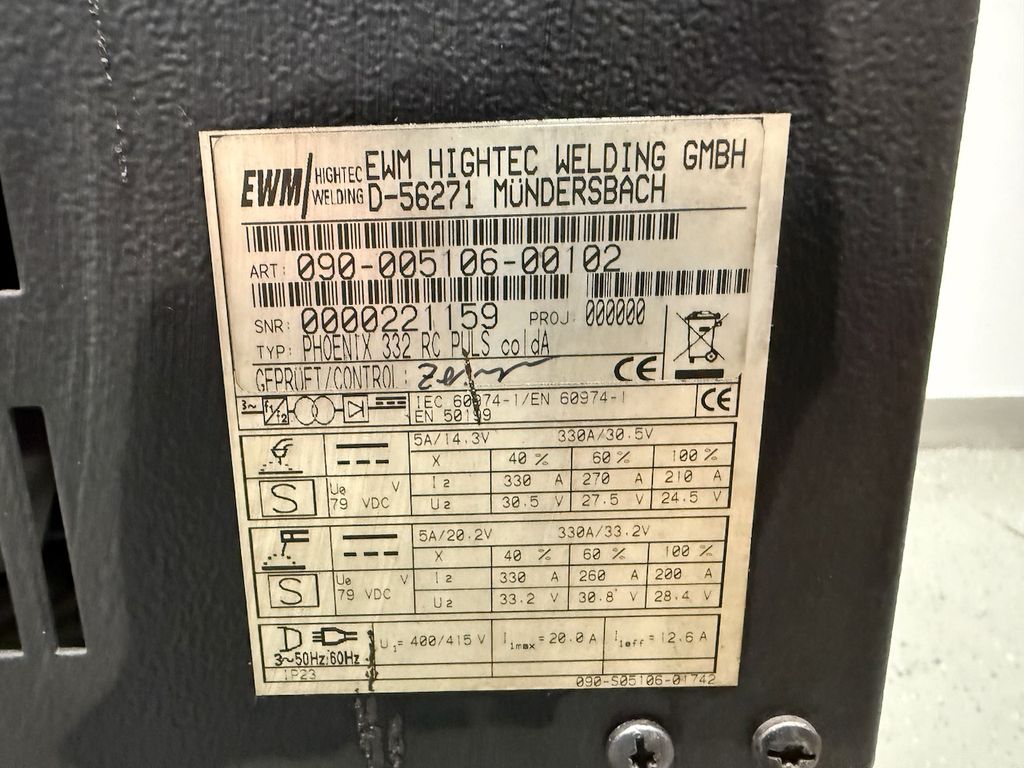 EWM HIGHTEC WELDING
EWM HIGHTEC WELDING GMBH
D-56271 MÜNDERSBACH
ART: 090-005106-00102
SNR: 0000221159 PROJ: 000000
TYP: PHOENIX 332 RC PULS coldA
GEPRÜFT/CONTROL: CE
3~ f1/f2 IEC 60974-1/EN 60974-1 CE
EN 50199
5A/14.3V 330A/30.5V
X 40 % 60 % 100 %
I2 330 A 270 A 210 A
S U0 V 79 VDC U2 30.5 V 27.5 V 24.5 V
5A/20.2V 330A/33.2V
X 40 % 60 % 100 %
I2 330 A 260 A 200 A
S U0 V 79 VDC U2 33.2 V 30.8 V 28.4 V
U1= 400/415 V I1max = 20.0 A I1eff = 12.6 A
3~50Hz;60Hz
IP23
090-S05106-01742